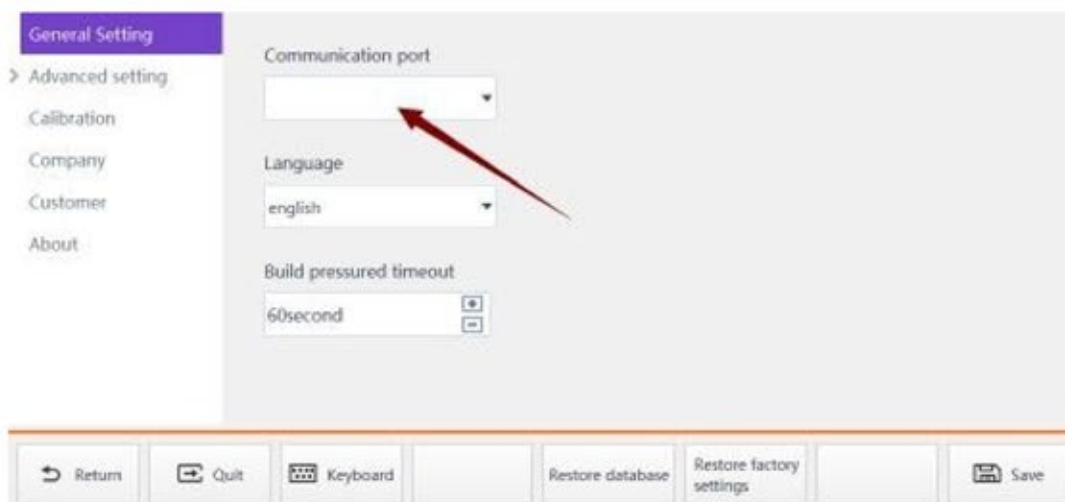 General Setting
Advanced setting
Calibration
Company
Customer
About
Communication port
Language
english
Build pressured timeout
60second
Return
Quit
Keyboard
Restore database
Restore factory
settings
Save